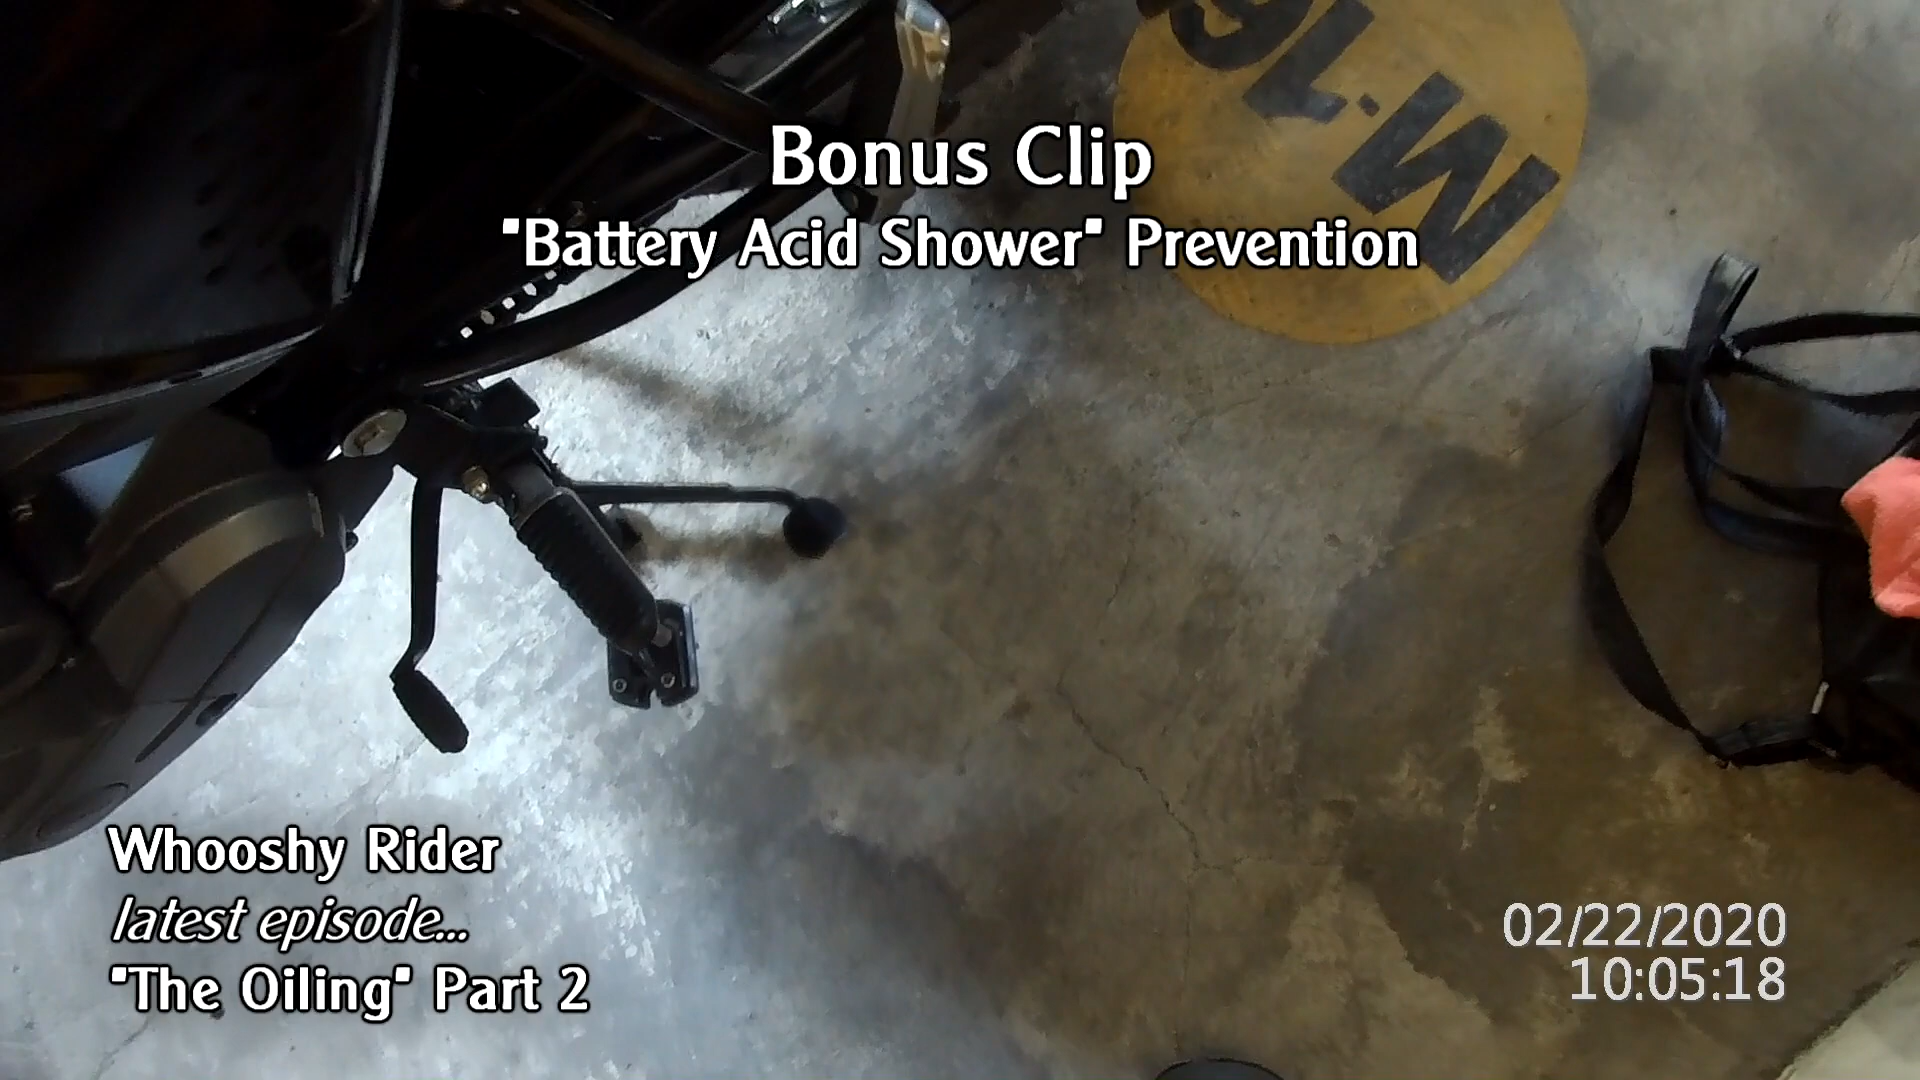 Bonus Clip
"Battery Acid Shower" Prevention
Whooshy Rider
latest episode...
"The Oiling" Part 2
02/22/2020
10:05:18